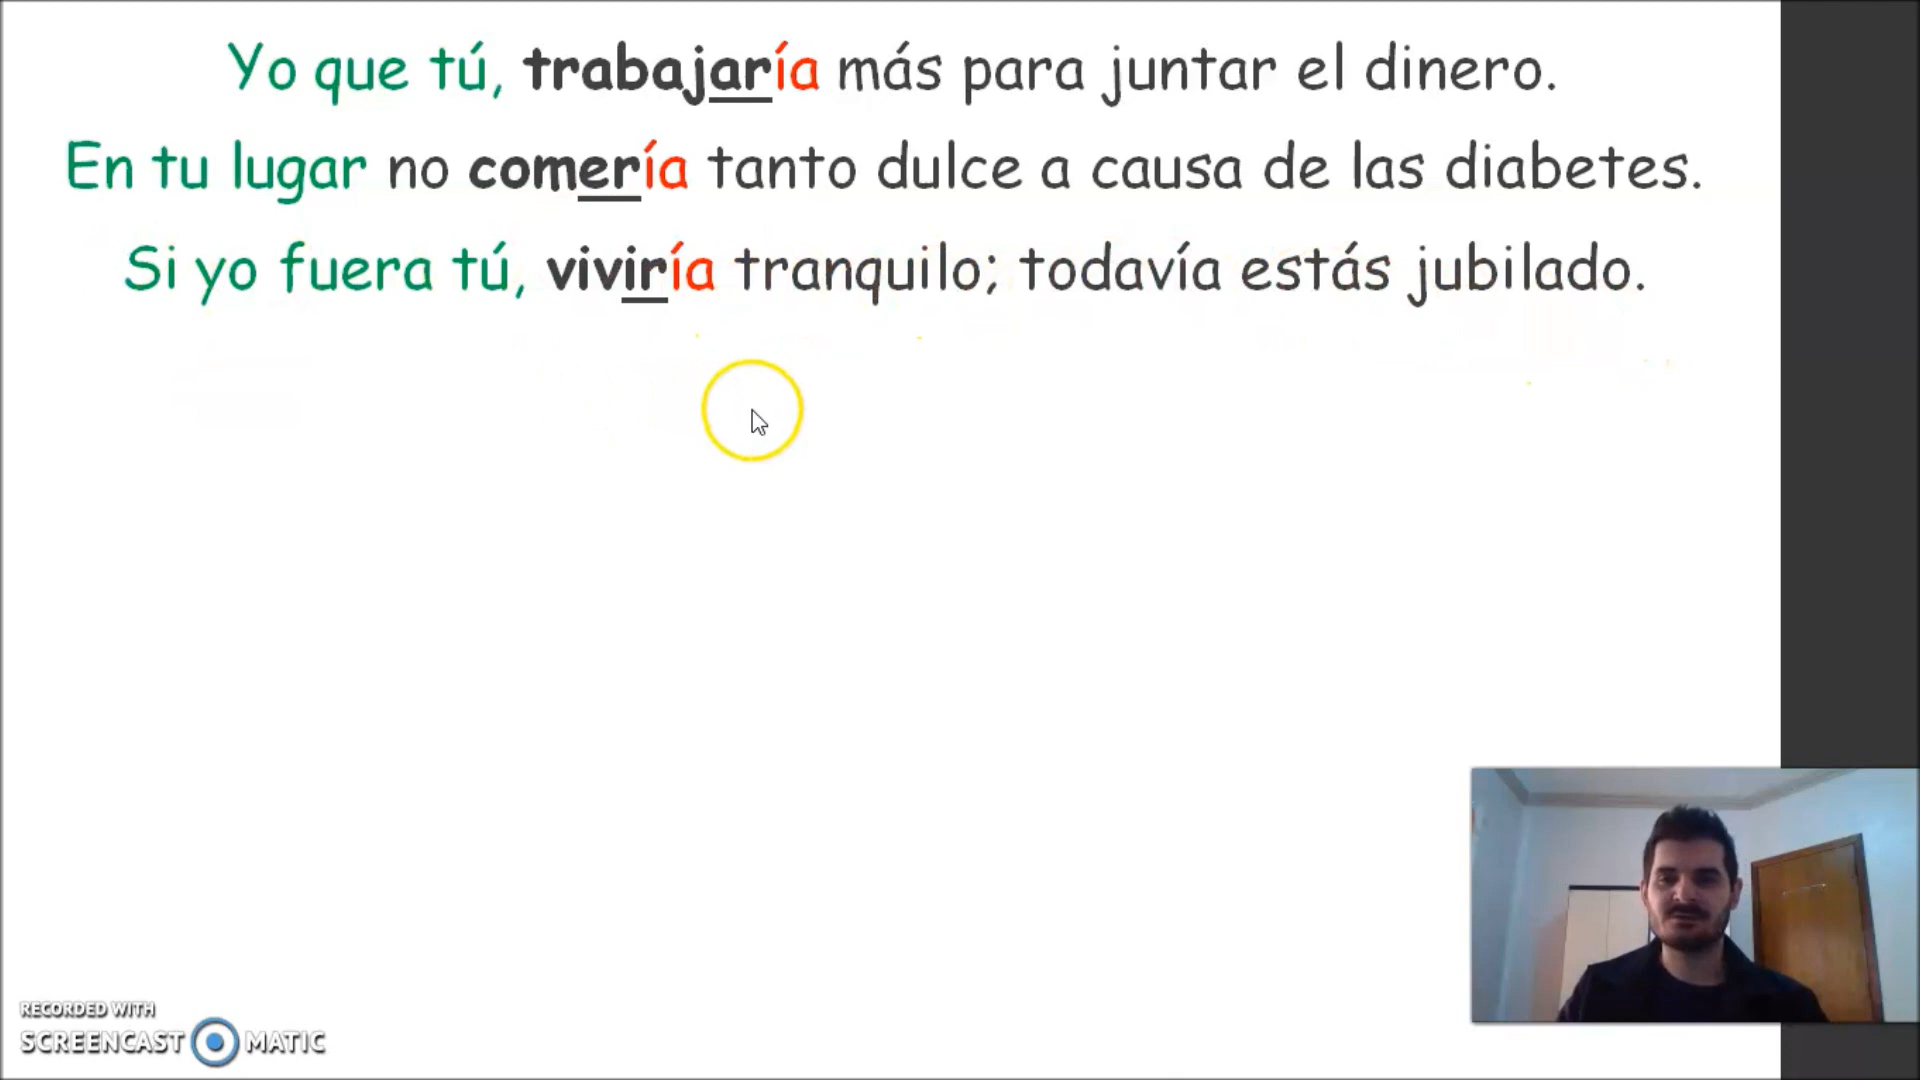 Yo que tú, trabajaría más para juntar el dinero.
En tu lugar no comería tanto dulce a causa de las diabetes.
Si yo fuera tú, viviría tranquilo; todavía estás jubilado.
RECORDED WITH
SCREENCAST MATIC